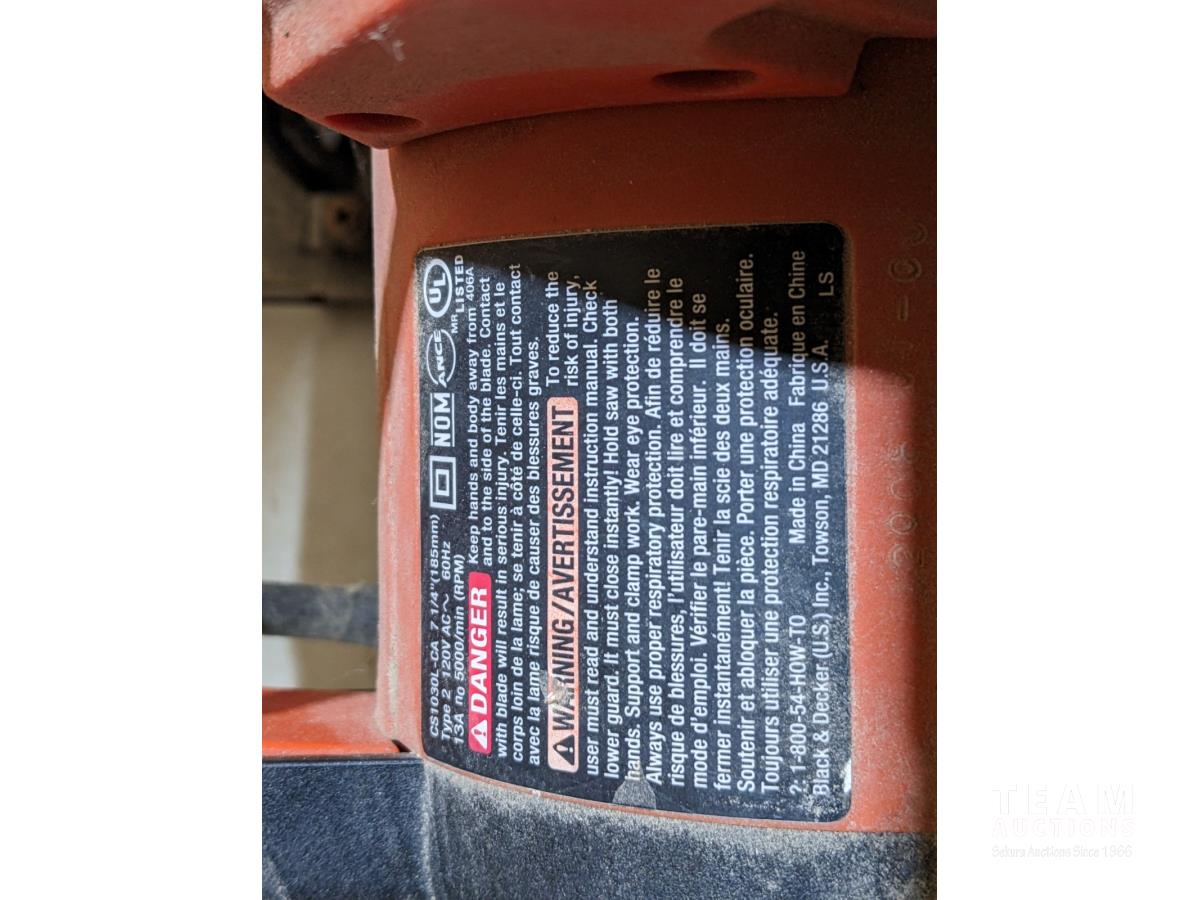 CS1030L-CA 7 1/4"(185mm)
Type 2 120V AC~ 60Hz
13A no 5000/min (RPM)
NOM ANCE UL
MR LISTED
406A
DANGER Keep hands and body away from
and to the side of the blade. Contact
with blade will result in serious injury. Tenir les mains et le
corps loin de la lame; se tenir à côté de celle-ci. Tout contact
avec la lame risque de causer des blessures graves.
WARNING/AVERTISSEMENT To reduce the
risk of injury,
user must read and understand instruction manual. Check
lower guard. It must close instantly! Hold saw with both
hands. Support and clamp work. Wear eye protection.
Always use proper respiratory protection. Afin de réduire le
risque de blessures, l'utilisateur doit lire et comprendre le
mode d'emploi. Vérifier le pare-main inférieur. Il doit se
fermer instantanément! Tenir la scie des deux mains.
Soutenir et abloquer la pièce. Porter une protection oculaire.
Toujours utiliser une protection respiratoire adéquate.
?: 1-800-54-HOW-TO Made in China Fabriqué en Chine
Black & Decker (U.S.) Inc., Towson, MD 21286 U.S.A. LS
TEAM
AUCTIONS
Sekura Auctions Since 1966